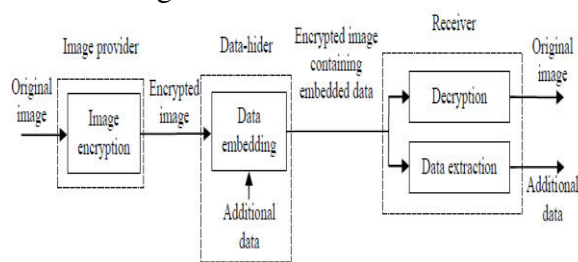 Image provider
Data-hider
Encrypted image
containing
embedded data
Receiver
Original
image
Image
encryption
Encrypted
image
Data
embedding
Additional
data
Decryption
Data extraction
Original
image
Additional
data